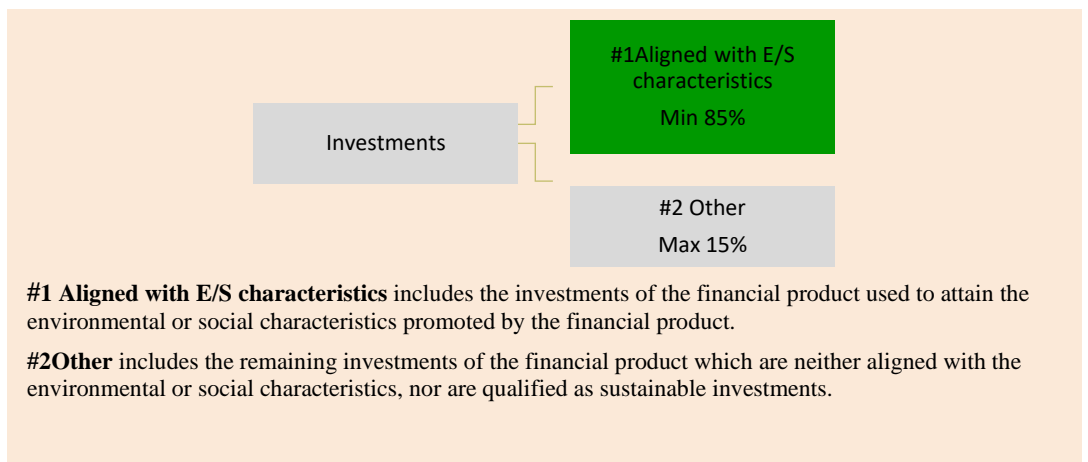 #1Aligned with E/S
characteristics
Min 85%
Investments
#2 Other
Max 15%
#1 Aligned with E/S characteristics includes the investments of the financial product used to attain the
environmental or social characteristics promoted by the financial product.
#2Other includes the remaining investments of the financial product which are neither aligned with the
environmental or social characteristics, nor are qualified as sustainable investments.